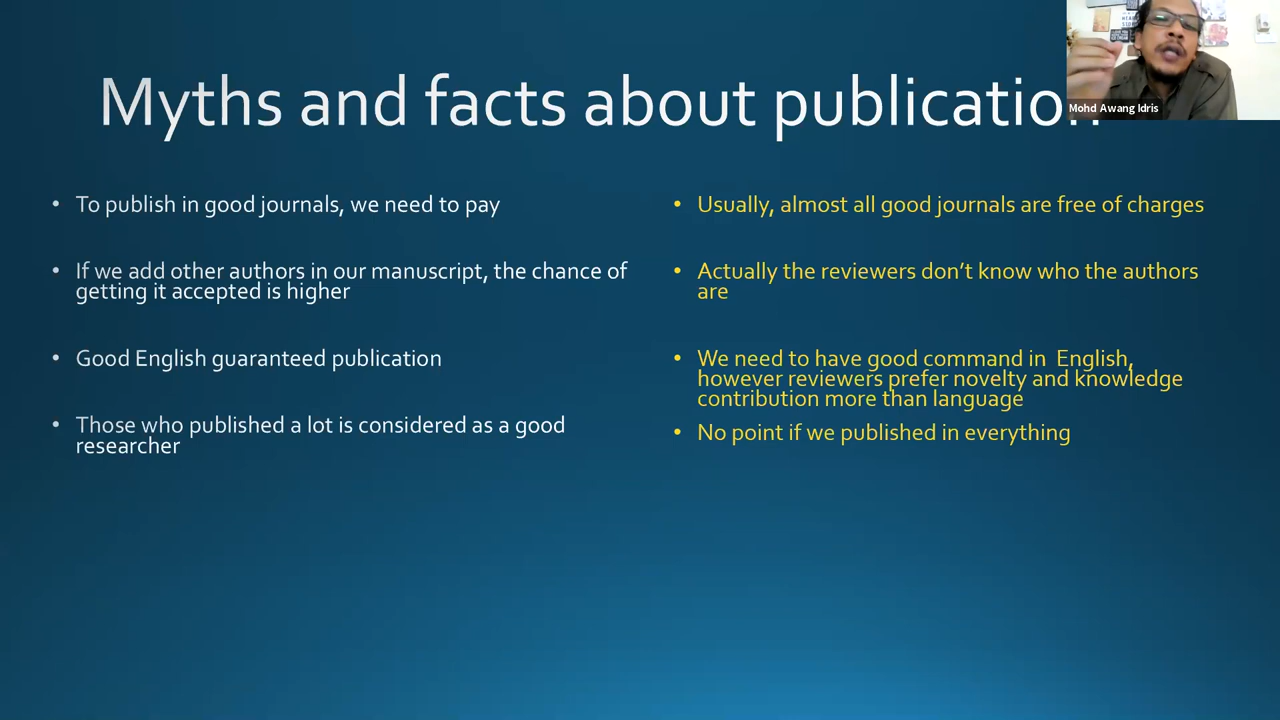 Myths and facts about publication
Mohd Awang Idris
• To publish in good journals, we need to pay
• If we add other authors in our manuscript, the chance of
getting it accepted is higher
• Good English guaranteed publication
• Those who published a lot is considered as a good
researcher
• Usually, almost all good journals are free of charges
• Actually the reviewers don’t know who the authors
are
• We need to have good command in  English,
however reviewers prefer novelty and knowledge
contribution more than language
• No point if we published in everything